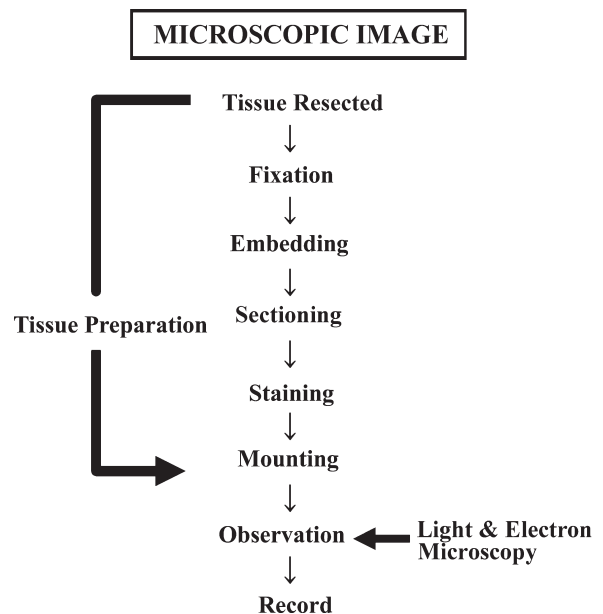 MICROSCOPIC IMAGE
Tissue Resected
Fixation
Embedding
Sectioning
Tissue Preparation
Staining
Mounting
Observation
Light & Electron
Microscopy
Record